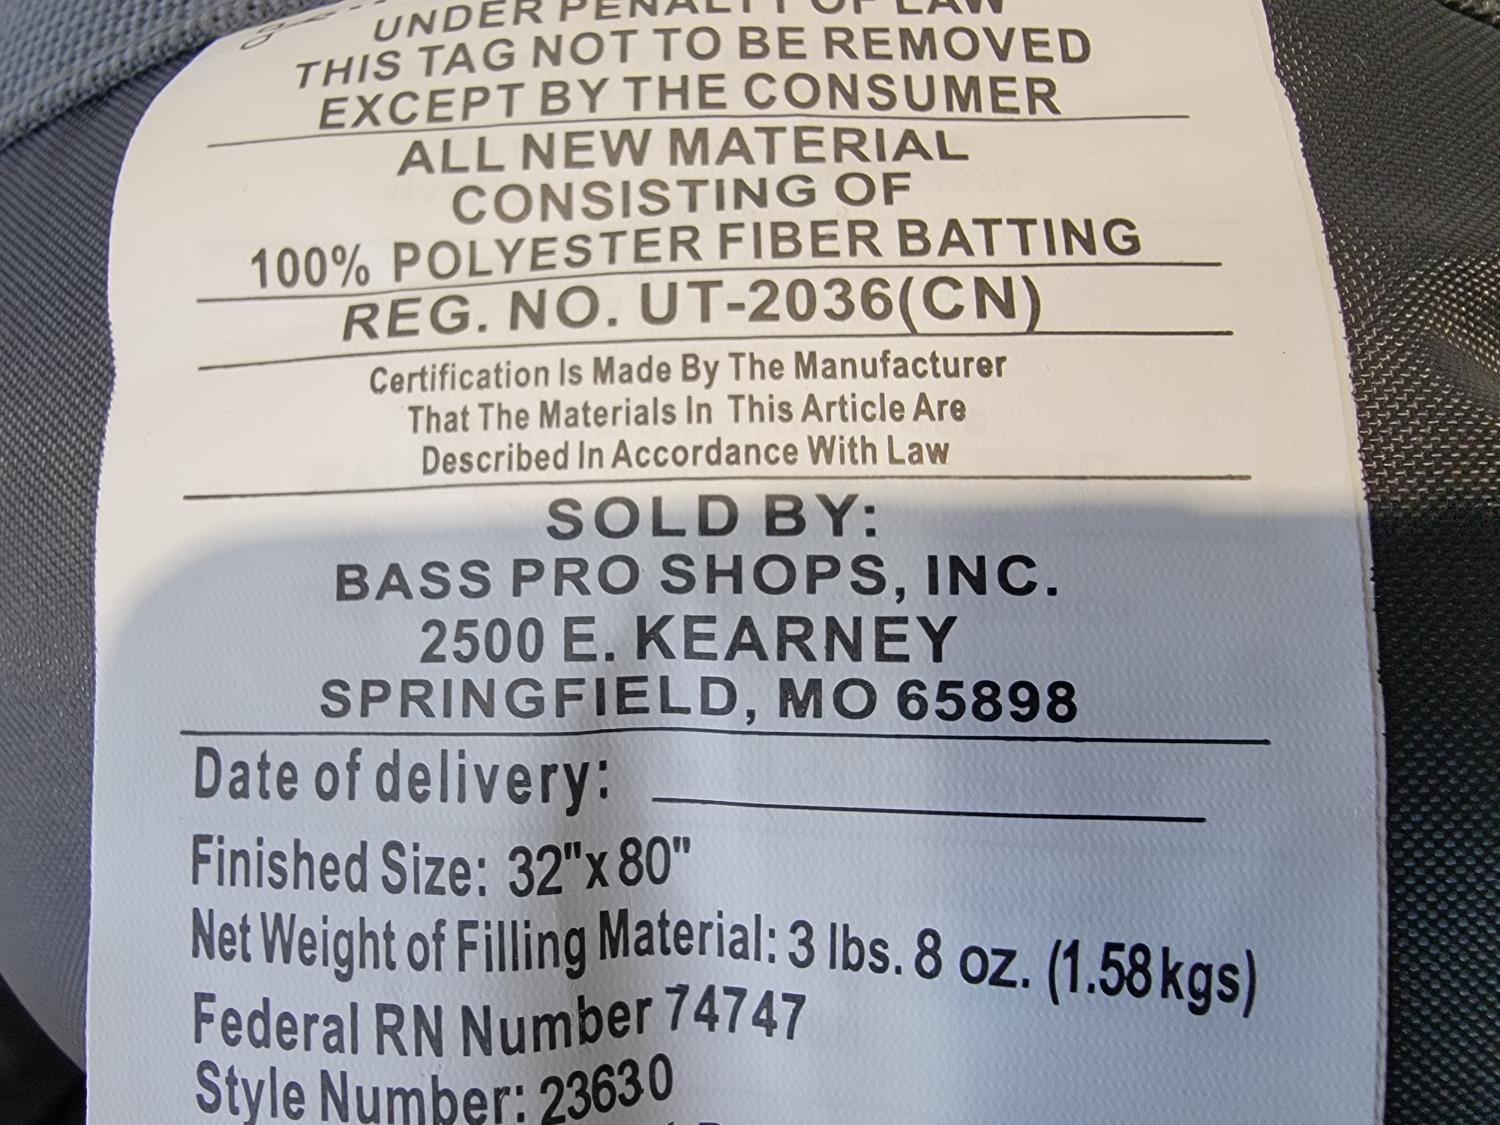 UNDER PENALTY OF LAW
THIS TAG NOT TO BE REMOVED
EXCEPT BY THE CONSUMER
ALL NEW MATERIAL
CONSISTING OF
100% POLYESTER FIBER BATTING
REG. NO. UT-2036(CN)
Certification Is Made By The Manufacturer
That The Materials In This Article Are
Described In Accordance With Law
SOLD BY:
BASS PRO SHOPS, INC.
2500 E. KEARNEY
SPRINGFIELD, MO 65898
Date of delivery:
Finished Size: 32"x 80"
Net Weight of Filling Material: 3 lbs. 8 oz. (1.58kgs)
Federal RN Number 74747
Style Number: 23630